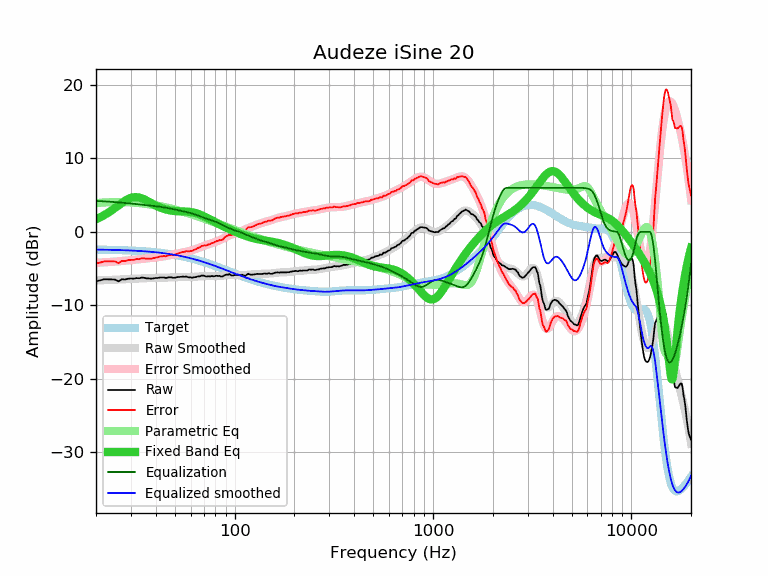 Audeze iSine 20
20
10
0
−10
−20
−30
Amplitude (dBr)
Target
Raw Smoothed
Error Smoothed
Raw
Error
Parametric Eq
Fixed Band Eq
Equalization
Equalized smoothed
100
1000
10000
Frequency (Hz)